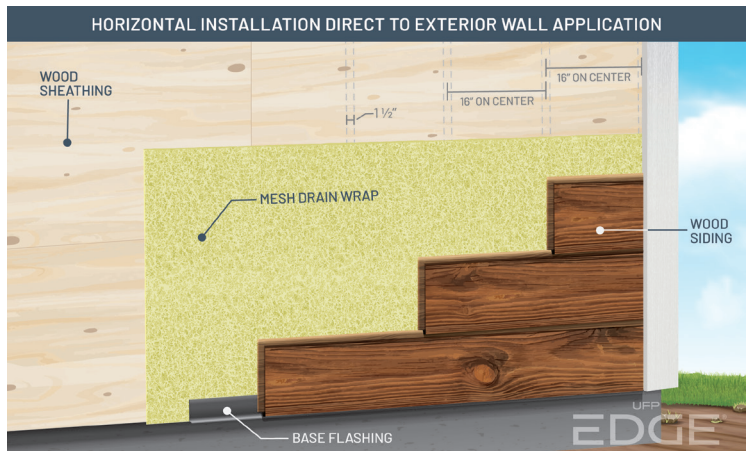 HORIZONTAL INSTALLATION DIRECT TO EXTERIOR WALL APPLICATION
WOOD
SHEATHING
16" ON CENTER
16" ON CENTER
1 ½"
MESH DRAIN WRAP
WOOD
SIDING
BASE FLASHING
UFP
EDGE